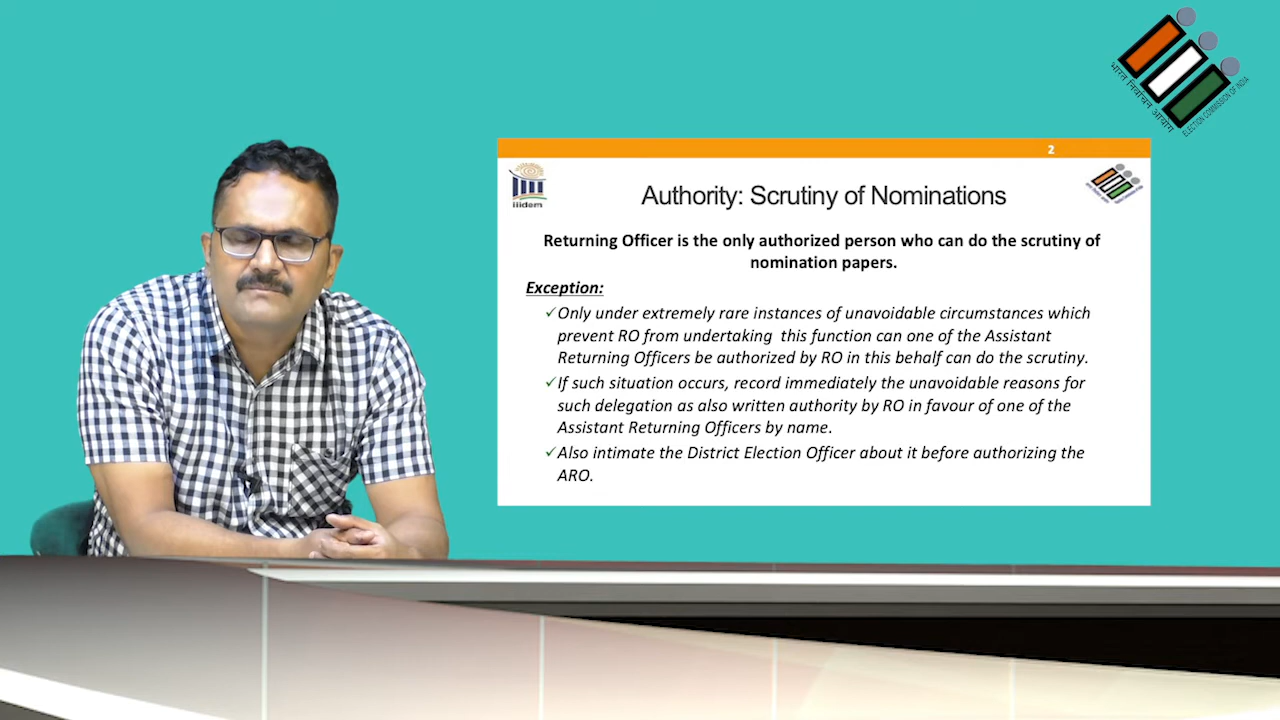 भारत निर्वाचन आयोग
ELECTION COMMISSION OF INDIA
2
iiidem
Authority: Scrutiny of Nominations
Returning Officer is the only authorized person who can do the scrutiny of
nomination papers.
Exception:
✓Only under extremely rare instances of unavoidable circumstances which
prevent RO from undertaking this function can one of the Assistant
Returning Officers be authorized by RO in this behalf can do the scrutiny.
✓If such situation occurs, record immediately the unavoidable reasons for
such delegation as also written authority by RO in favour of one of the
Assistant Returning Officers by name.
✓Also intimate the District Election Officer about it before authorizing the
ARO.